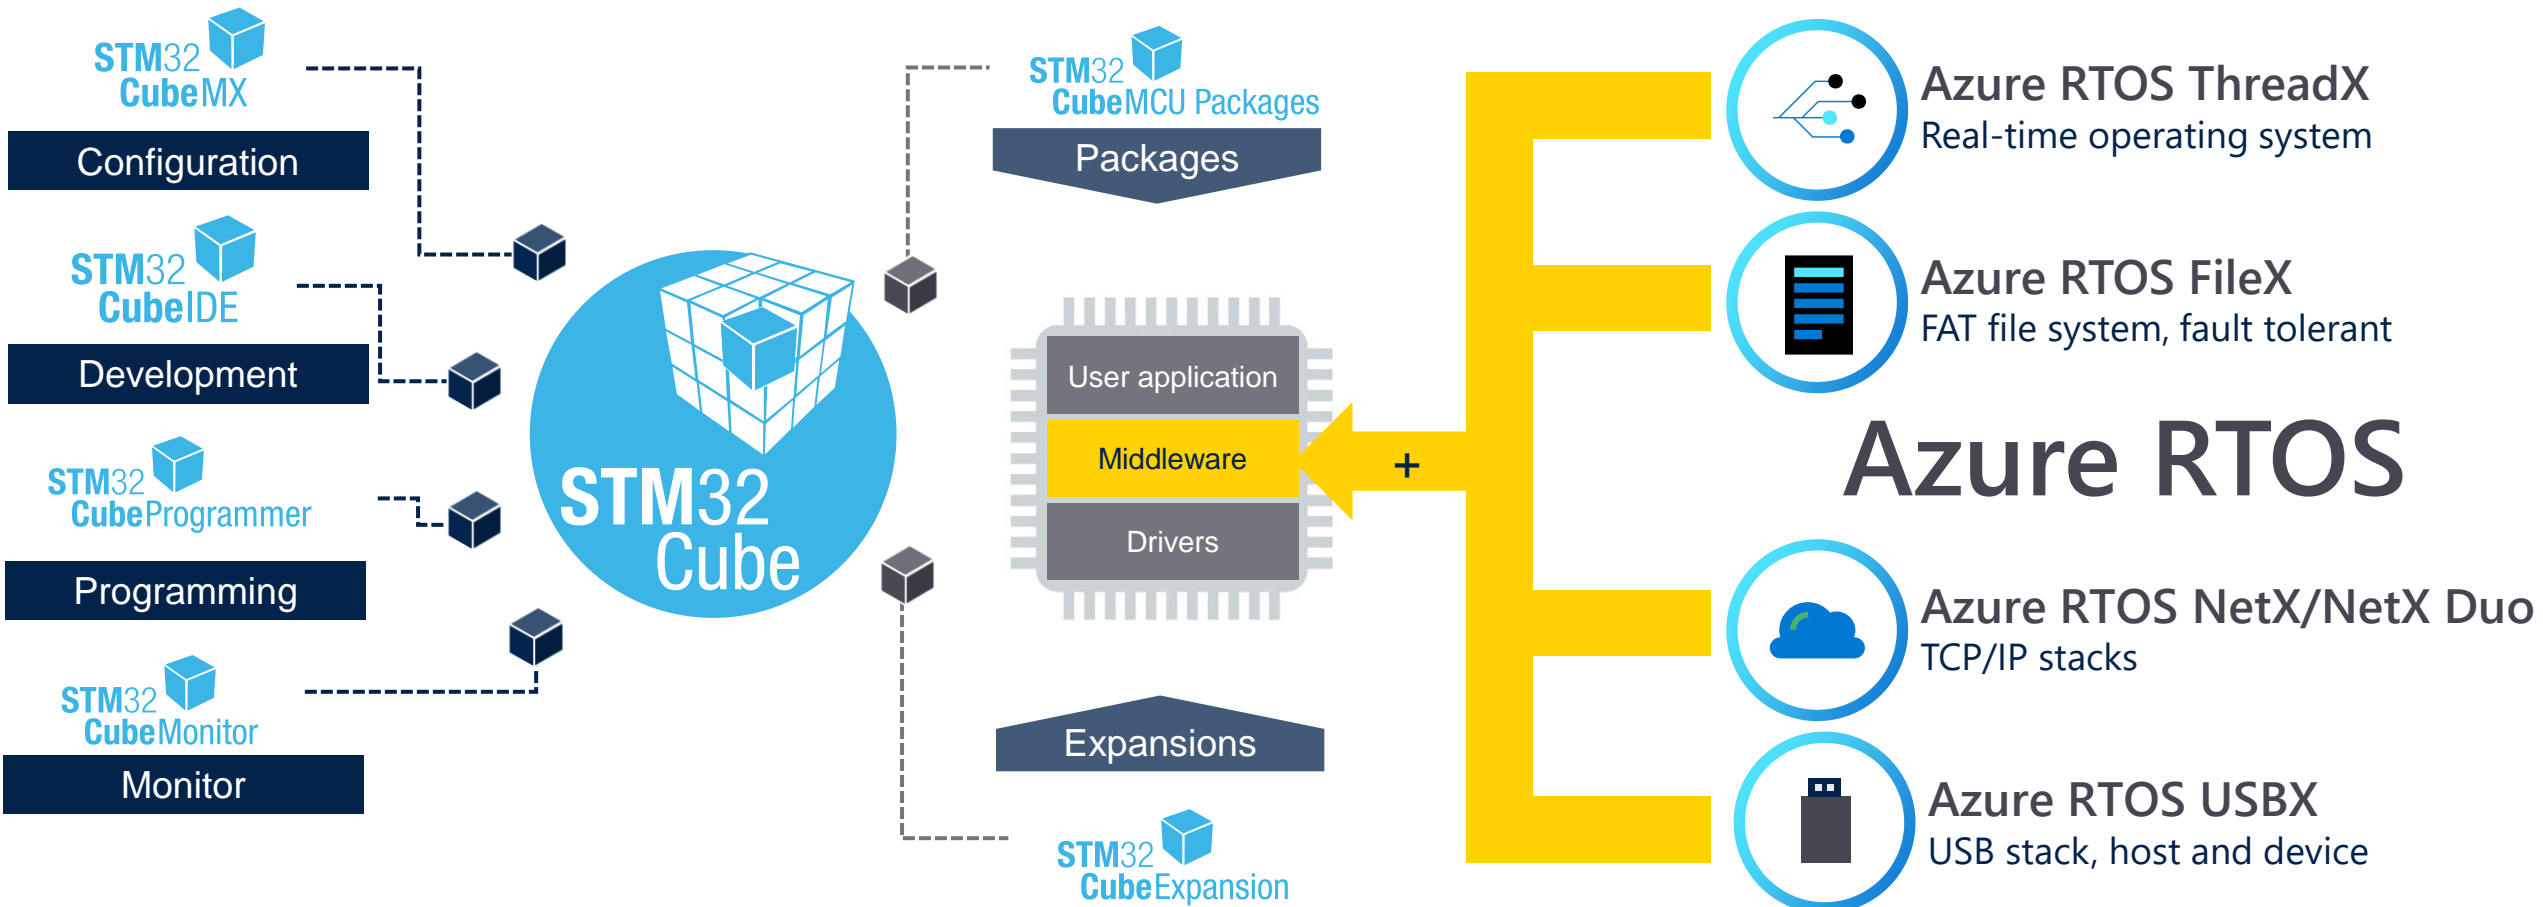 STM32
CubeMX
Configuration
STM32
CubeIDE
Development
STM32
CubeProgrammer
Programming
STM32
CubeMonitor
Monitor
STM32
Cube
STM32
CubeMCU Packages
Packages
User application
Middleware
Drivers
+
Expansions
STM32
CubeExpansion
Azure RTOS ThreadX
Real-time operating system
Azure RTOS FileX
FAT file system, fault tolerant
Azure RTOS
Azure RTOS NetX/NetX Duo
TCP/IP stacks
Azure RTOS USBX
USB stack, host and device